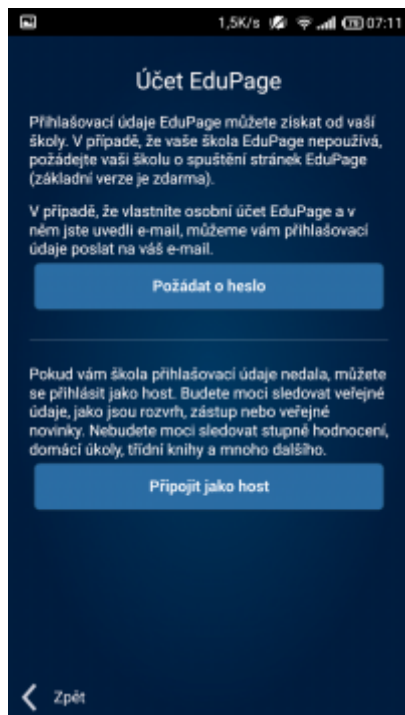 1,5K/s 79 07:11
Účet EduPage
Přihlašovací údaje EduPage můžete získat od vaší
školy. V případě, že vaše škola EduPage nepoužívá,
požádejte vaši školu o spuštění stránek EduPage
(základní verze je zdarma).
V případě, že vlastníte osobní účet EduPage a v
něm jste uvedli e-mail, můžeme vám přihlašovací
údaje poslat na váš e-mail.
Požádat o heslo
Pokud vám škola přihlašovací údaje nedala, můžete
se přihlásit jako host. Budete moci sledovat veřejné
údaje, jako jsou rozvrh, zástup nebo veřejné
novinky. Nebudete moci sledovat stupně hodnocení,
domácí úkoly, třídní knihy a mnoho dalšího.
Připojit jako host
Zpět